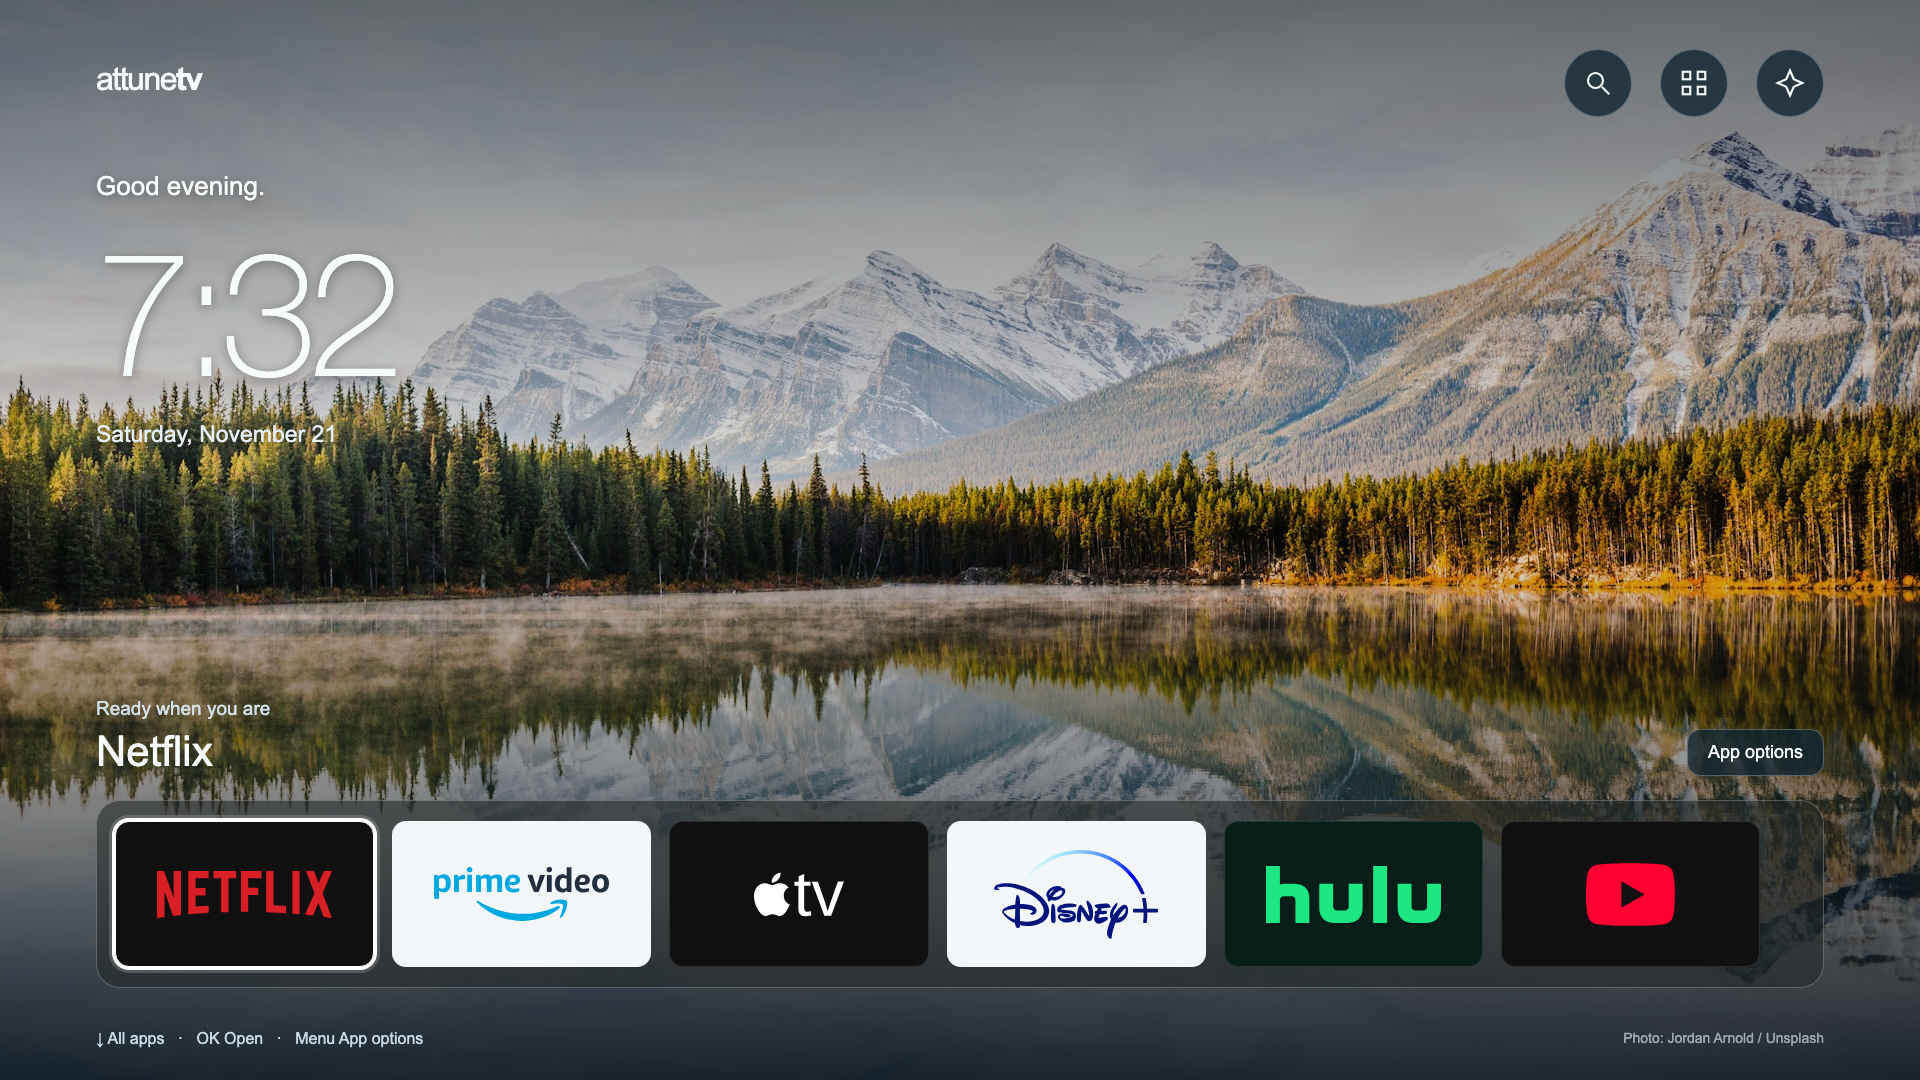 attunetv
Good evening.
7:32
Saturday, November 21
Ready when you are
Netflix
App options
NETFLIX
prime video
tv
Disney+
hulu
↓ All apps · OK Open · Menu App options
Photo: Jordan Arnold / Unsplash